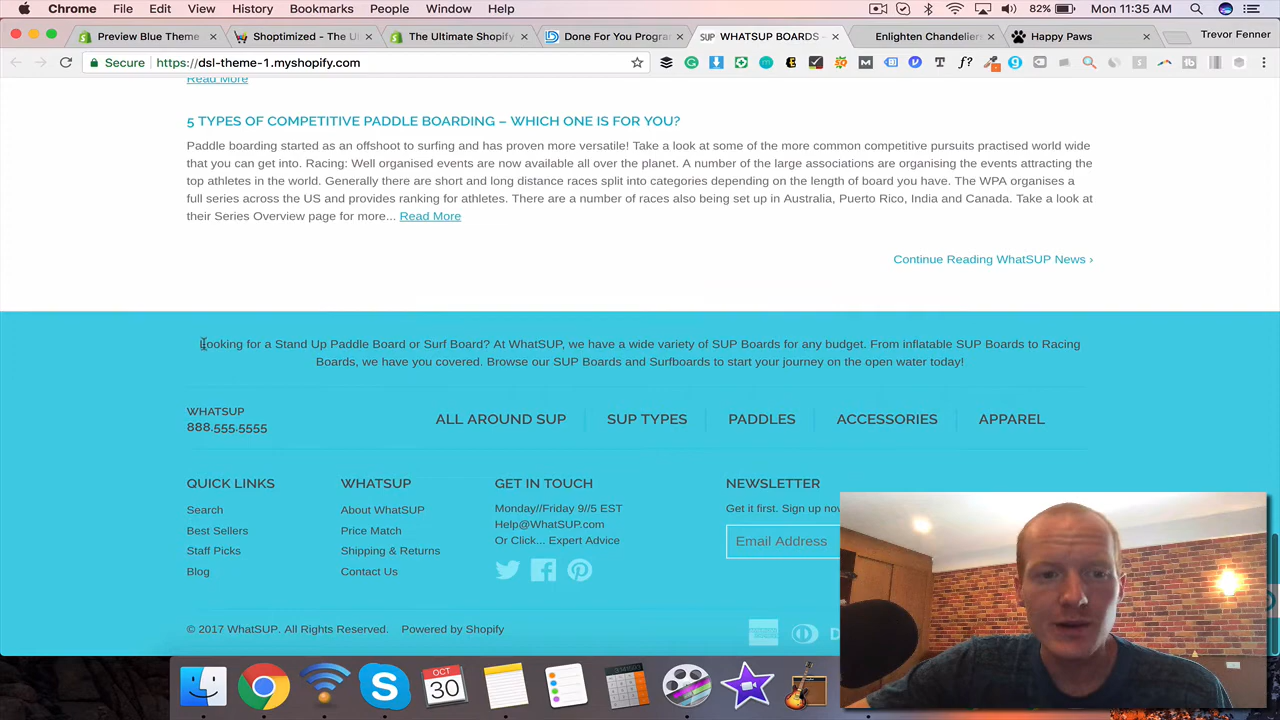 Chrome File Edit View History Bookmarks People Window Help 82% Mon 11:35 AM
Preview Blue Theme × Shoptimized - The U × The Ultimate Shopify × Done For You Progra × SUP WHATSUP BOARDS - × Enlighten Chandeliers × Happy Paws × Trevor Fenner
Secure https://dsl-theme-1.myshopify.com
Read More
5 TYPES OF COMPETITIVE PADDLE BOARDING – WHICH ONE IS FOR YOU?
Paddle boarding started as an offshoot to surfing and has proven more versatile! Take a look at some of the more common competitive pursuits practised world wide
that you can get into. Racing: Well organised events are now available all over the planet. A number of the large associations are organising the events attracting the
top athletes in the world. Generally there are short and long distance races split into categories depending on the length of board you have. The WPA organises a
full series across the US and provides ranking for athletes. There are a number of races also being set up in Australia, Puerto Rico, India and Canada. Take a look at
their Series Overview page for more... Read More
Continue Reading WhatSUP News ›
Looking for a Stand Up Paddle Board or Surf Board? At WhatSUP, we have a wide variety of SUP Boards for any budget. From inflatable SUP Boards to Racing
Boards, we have you covered. Browse our SUP Boards and Surfboards to start your journey on the open water today!
WHATSUP
888.555.5555
ALL AROUND SUP SUP TYPES PADDLES ACCESSORIES APPAREL
QUICK LINKS
Search
Best Sellers
Staff Picks
Blog
WHATSUP
About WhatSUP
Price Match
Shipping & Returns
Contact Us
GET IN TOUCH
Monday//Friday 9//5 EST
Help@WhatSUP.com
Or Click... Expert Advice
NEWSLETTER
Get it first. Sign up now
Email Address
© 2017 WhatSUP. All Rights Reserved. Powered by Shopify
OCT
30